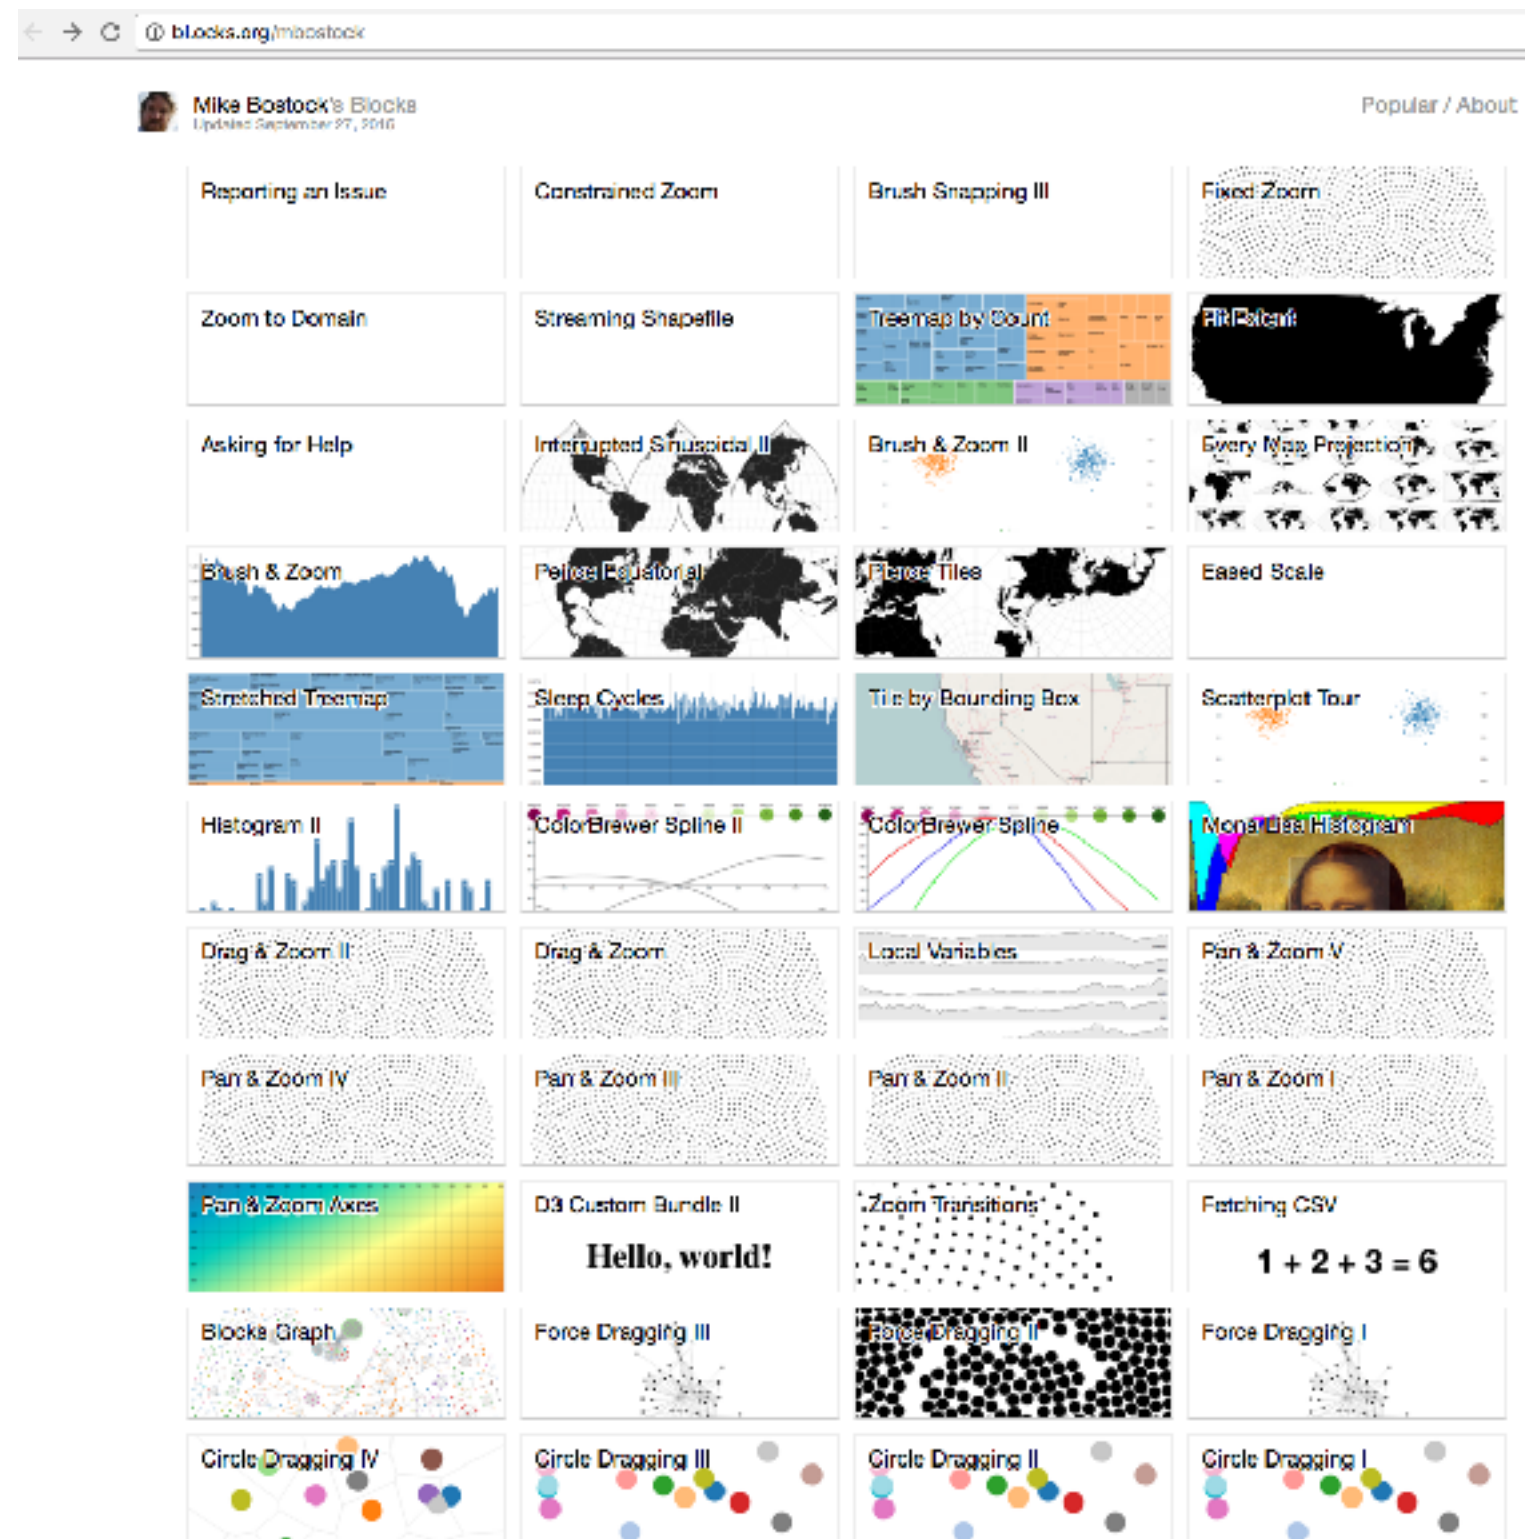 bl.ocks.org/mbostock
Mike Bostock's Blocks
Popular / About
Updated September 27, 2016
Reporting an Issue
Constrained Zoom
Brush Snapping III
Fixed Zoom
Zoom to Domain
Streaming Shapefile
Treemap by Count
Fit Extent
Asking for Help
Interrupted Sinusoidal II
Brush & Zoom II
Every Map Projection
Brush & Zoom
Peirce Equatorial
Pierce Tiles
Eased Scale
Stretched Treemap
Sleep Cycles
Tile by Bounding Box
Scatterplot Tour
Histogram II
ColorBrewer Spline II
ColorBrewer Spline
Mona Lisa Histogram
Drag & Zoom II
Drag & Zoom
Local Variables
Pan & Zoom V
Pan & Zoom IV
Pan & Zoom III
Pan & Zoom II
Pan & Zoom I
Pan & Zoom Axes
D3 Custom Bundle II
Hello, world!
Zoom Transitions
Fetching CSV
1 + 2 + 3 = 6
Blocks Graph
Force Dragging III
Force Dragging II
Force Dragging I
Circle Dragging IV
Circle Dragging III
Circle Dragging II
Circle Dragging I